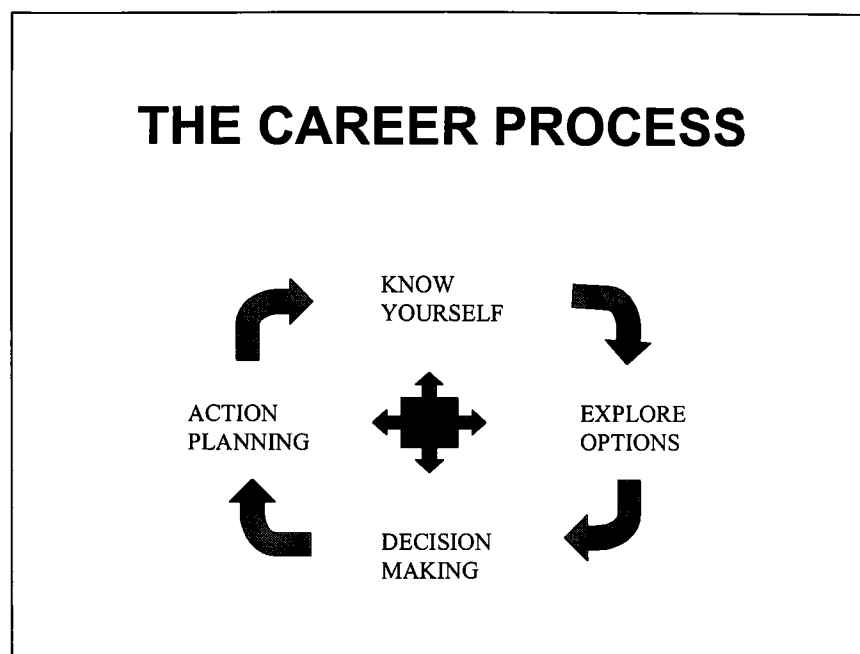 THE CAREER PROCESS
KNOW
YOURSELF
ACTION
PLANNING
EXPLORE
OPTIONS
DECISION
MAKING